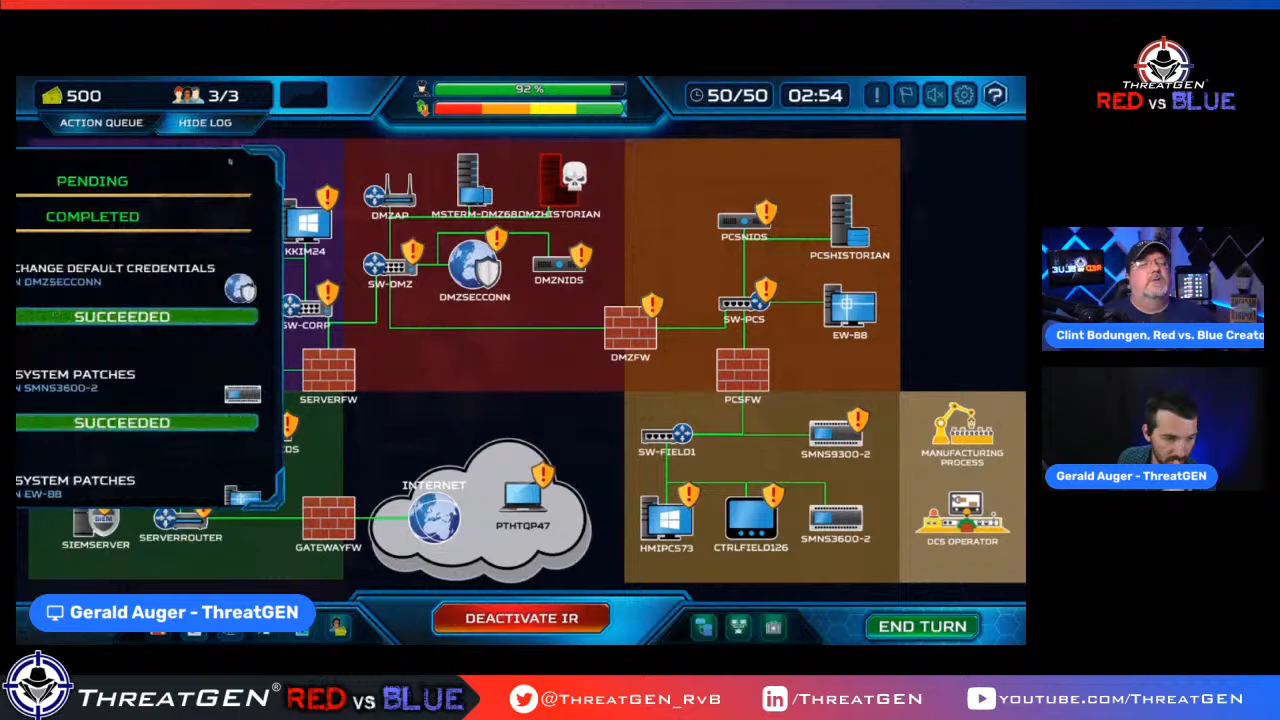 THREATGEN
RED vs BLUE
500
3/3
92 %
50/50
02:54
!
?
ACTION QUEUE
HIDE LOG
PENDING
COMPLETED
CHANGE DEFAULT CREDENTIALS
N DMZSECCONN
SUCCEEDED
SYSTEM PATCHES
N SMNS3600-2
SUCCEEDED
SYSTEM PATCHES
N EW-88
KKIM24
SW-CORP
SERVERFW
DMZAP
MSTERM-DMZ68
DMZHISTORIAN
SW-DMZ
DMZSECCONN
DMZNIDS
DMZFW
PCSNIDS
PCSHISTORIAN
SW-PCS
EW-88
PCSFW
IDS
SIEM
SIEMSERVER
SERVERROUTER
GATEWAYFW
INTERNET
PTHTQP47
SW-FIELD1
SMNS9300-2
HMIPCS73
CTRLFIELD126
SMNS3600-2
MANUFACTURING
PROCESS
DCS OPERATOR
Clint Bodungen, Red vs. Blue Creato
Gerald Auger - ThreatGEN
Gerald Auger - ThreatGEN
DEACTIVATE IR
END TURN
THREATGEN® RED vs BLUE
@THREATGEN_RVB
/THREATGEN
YOUTUBE.COM/THREATGEN